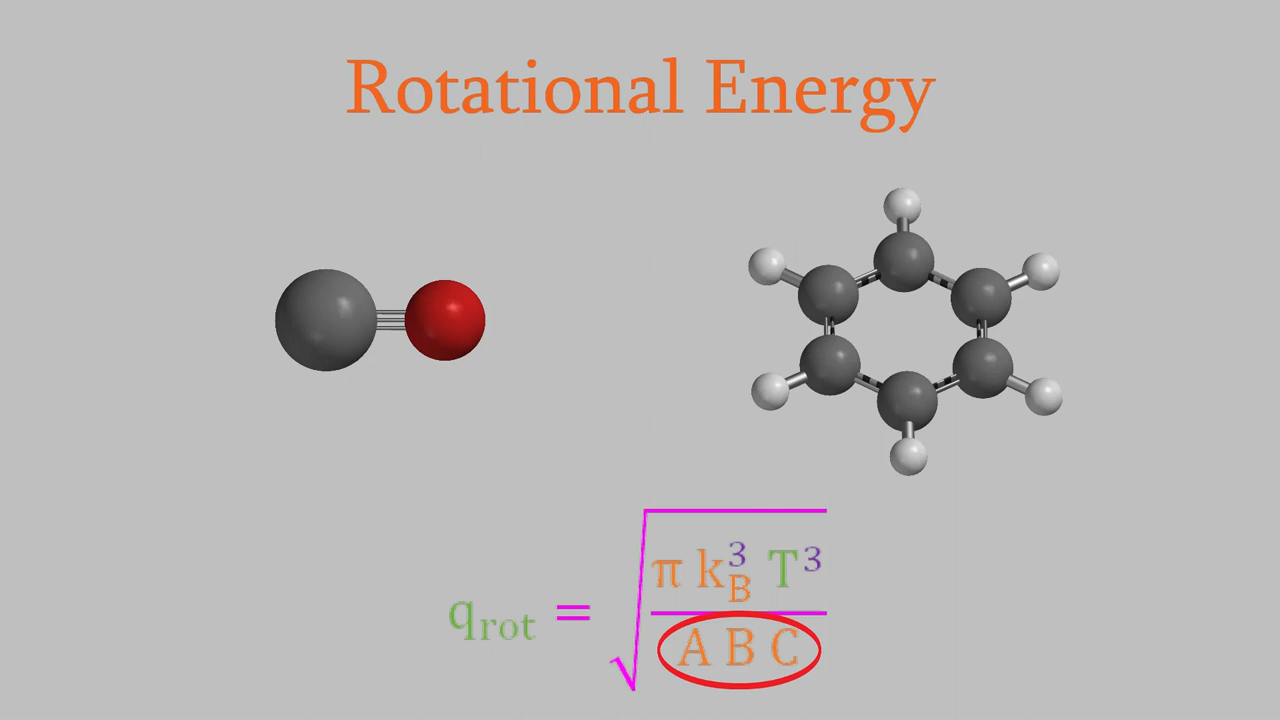 Rotational Energy
q_rot = √(π k_B^3 T^3 / A B C)